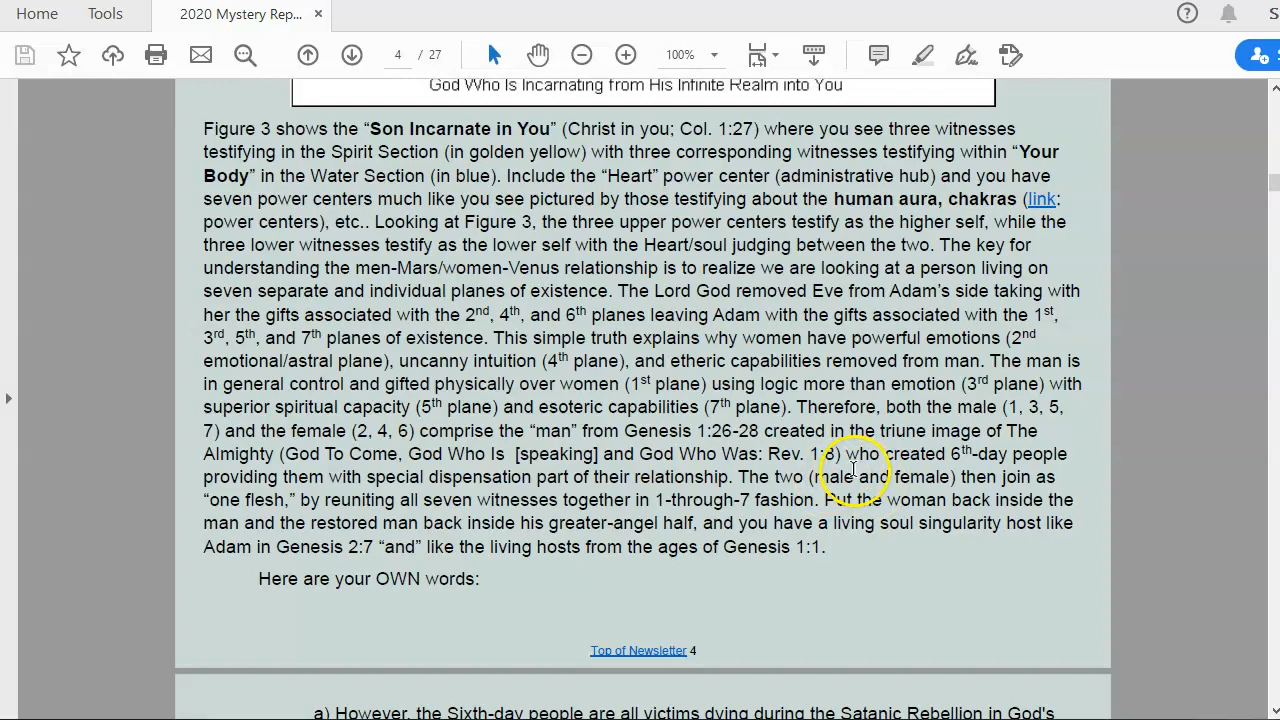 Home Tools 2020 Mystery Rep... ×
4 / 27 100%
God Who Is Incarnating from His Infinite Realm into You
Figure 3 shows the “Son Incarnate in You” (Christ in you; Col. 1:27) where you see three witnesses
testifying in the Spirit Section (in golden yellow) with three corresponding witnesses testifying within “Your
Body” in the Water Section (in blue). Include the “Heart” power center (administrative hub) and you have
seven power centers much like you see pictured by those testifying about the human aura, chakras (link:
power centers), etc.. Looking at Figure 3, the three upper power centers testify as the higher self, while the
three lower witnesses testify as the lower self with the Heart/soul judging between the two. The key for
understanding the men-Mars/women-Venus relationship is to realize we are looking at a person living on
seven separate and individual planes of existence. The Lord God removed Eve from Adam’s side taking with
her the gifts associated with the 2nd, 4th, and 6th planes leaving Adam with the gifts associated with the 1st,
3rd, 5th, and 7th planes of existence. This simple truth explains why women have powerful emotions (2nd
emotional/astral plane), uncanny intuition (4th plane), and etheric capabilities removed from man. The man is
in general control and gifted physically over women (1st plane) using logic more than emotion (3rd plane) with
superior spiritual capacity (5th plane) and esoteric capabilities (7th plane). Therefore, both the male (1, 3, 5,
7) and the female (2, 4, 6) comprise the “man” from Genesis 1:26-28 created in the triune image of The
Almighty (God To Come, God Who Is [speaking] and God Who Was: Rev. 1:8) who created 6th-day people
providing them with special dispensation part of their relationship. The two (male and female) then join as
“one flesh,” by reuniting all seven witnesses together in 1-through-7 fashion. Put the woman back inside the
man and the restored man back inside his greater-angel half, and you have a living soul singularity host like
Adam in Genesis 2:7 “and” like the living hosts from the ages of Genesis 1:1.
Here are your OWN words:
Top of Newsletter 4
a) However, the Sixth-day people are all victims dying during the Satanic Rebellion in God's